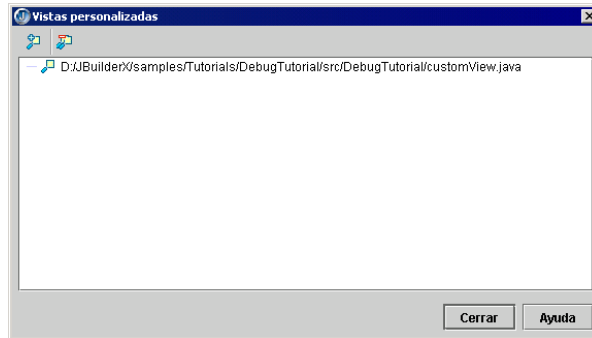 Vistas personalizadas
D:/JBuilderX/samples/Tutorials/DebugTutorial/src/DebugTutorial/customView.java
Cerrar Ayuda